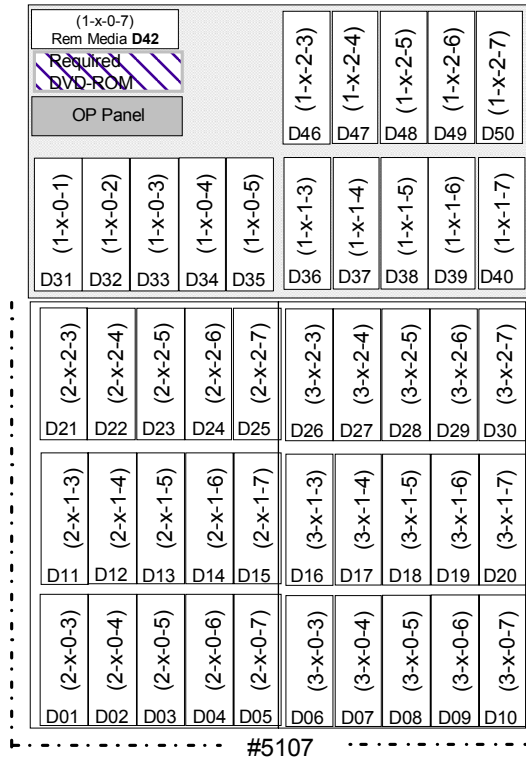 (1-x-0-7)
Rem Media D42
Required
DVD-ROM
OP Panel
(1-x-2-3)
D46
(1-x-2-4)
D47
(1-x-2-5)
D48
(1-x-2-6)
D49
(1-x-2-7)
D50
(1-x-0-1)
D31
(1-x-0-2)
D32
(1-x-0-3)
D33
(1-x-0-4)
D34
(1-x-0-5)
D35
(1-x-1-3)
D36
(1-x-1-4)
D37
(1-x-1-5)
D38
(1-x-1-6)
D39
(1-x-1-7)
D40
(2-x-2-3)
D21
(2-x-2-4)
D22
(2-x-2-5)
D23
(2-x-2-6)
D24
(2-x-2-7)
D25
(3-x-2-3)
D26
(3-x-2-4)
D27
(3-x-2-5)
D28
(3-x-2-6)
D29
(3-x-2-7)
D30
(2-x-1-3)
D11
(2-x-1-4)
D12
(2-x-1-5)
D13
(2-x-1-6)
D14
(2-x-1-7)
D15
(3-x-1-3)
D16
(3-x-1-4)
D17
(3-x-1-5)
D18
(3-x-1-6)
D19
(3-x-1-7)
D20
(2-x-0-3)
D01
(2-x-0-4)
D02
(2-x-0-5)
D03
(2-x-0-6)
D04
(2-x-0-7)
D05
(3-x-0-3)
D06
(3-x-0-4)
D07
(3-x-0-5)
D08
(3-x-0-6)
D09
(3-x-0-7)
D10
#5107